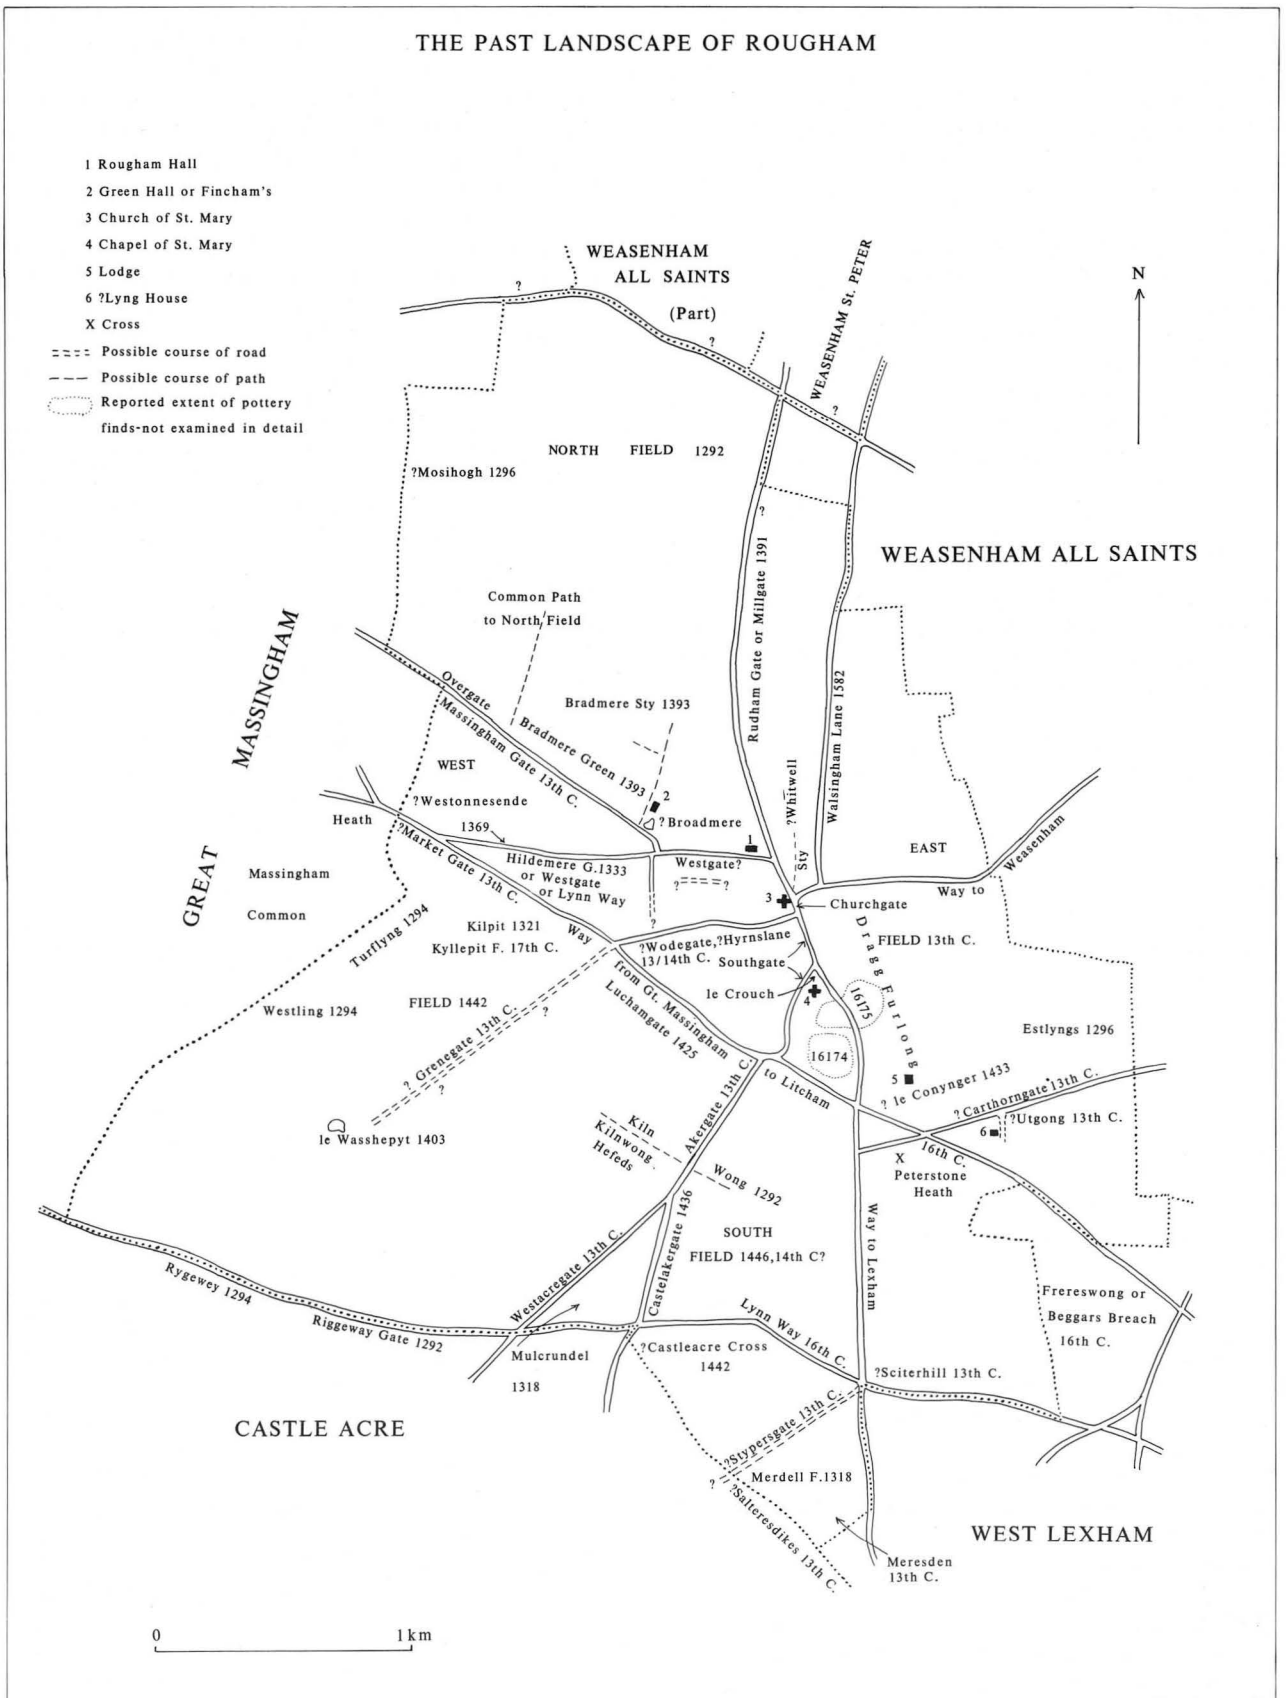 THE PAST LANDSCAPE OF ROUGHAM
1 Rougham Hall
2 Green Hall or Fincham's
3 Church of St. Mary
4 Chapel of St. Mary
5 Lodge
6 ?Lyng House
X Cross
Possible course of road
Possible course of path
Reported extent of pottery
finds-not examined in detail
WEASENHAM
ALL SAINTS
(Part)
WEASENHAM St. PETER
N
?
?
?
NORTH FIELD 1292
?Mosihogh 1296
?
WEASENHAM ALL SAINTS
Rudham Gate or Millgate 1391
Common Path
to North Field
GREAT MASSINGHAM
Overgate
Massingham Gate 13th C.
Bradmere Green 1393
Bradmere Sty 1393
Walsingham Lane 1582
?Whitwell
Sty
WEST
?Westonnesende
1369
2
?Broadmere
1
Heath
?Market Gate 13th C.
Hildemere G.1333
or Westgate
or Lynn Way
Westgate?
?
?
EAST
Way to Weasenham
Massingham
Common
3
Churchgate
Turflyng 1294
Kilpit 1321
Kyllepit F. 17th C.
Way
from Gt. Massingham
to Litcham
?
?Wodegate,?Hyrnslane
13/14th C.
Southgate
Dragg Furlong
FIELD 13th C.
le Crouch
4
16175
Luchamgate 1425
Westling 1294
FIELD 1442
? Grenegate 13th C.
?
?
16174
Estlyngs 1296
5
? le Conynger 1433
? Carthorngate 13th C.
?Utgong 13th C.
6
16th C.
le Wasshepyt 1403
Kiln
Kilnwong
Hefeds
Akergate 13th C.
Wong 1292
X
Peterstone
Heath
Castelakergate 1436
SOUTH
FIELD 1446,14th C?
Way to Lexham
Westacregate 13th C.
Rygewey 1294
Riggeway Gate 1292
Mulcrundel
1318
?Castleacre Cross
1442
Lynn Way 16th C.
Frereswong or
Beggars Breach
16th C.
?Sciterhill 13th C.
CASTLE ACRE
?Stypersgate 13th C.
?
Merdell F.1318
?Salteresdikes 13th C.
WEST LEXHAM
Meresden
13th C.
0 1km